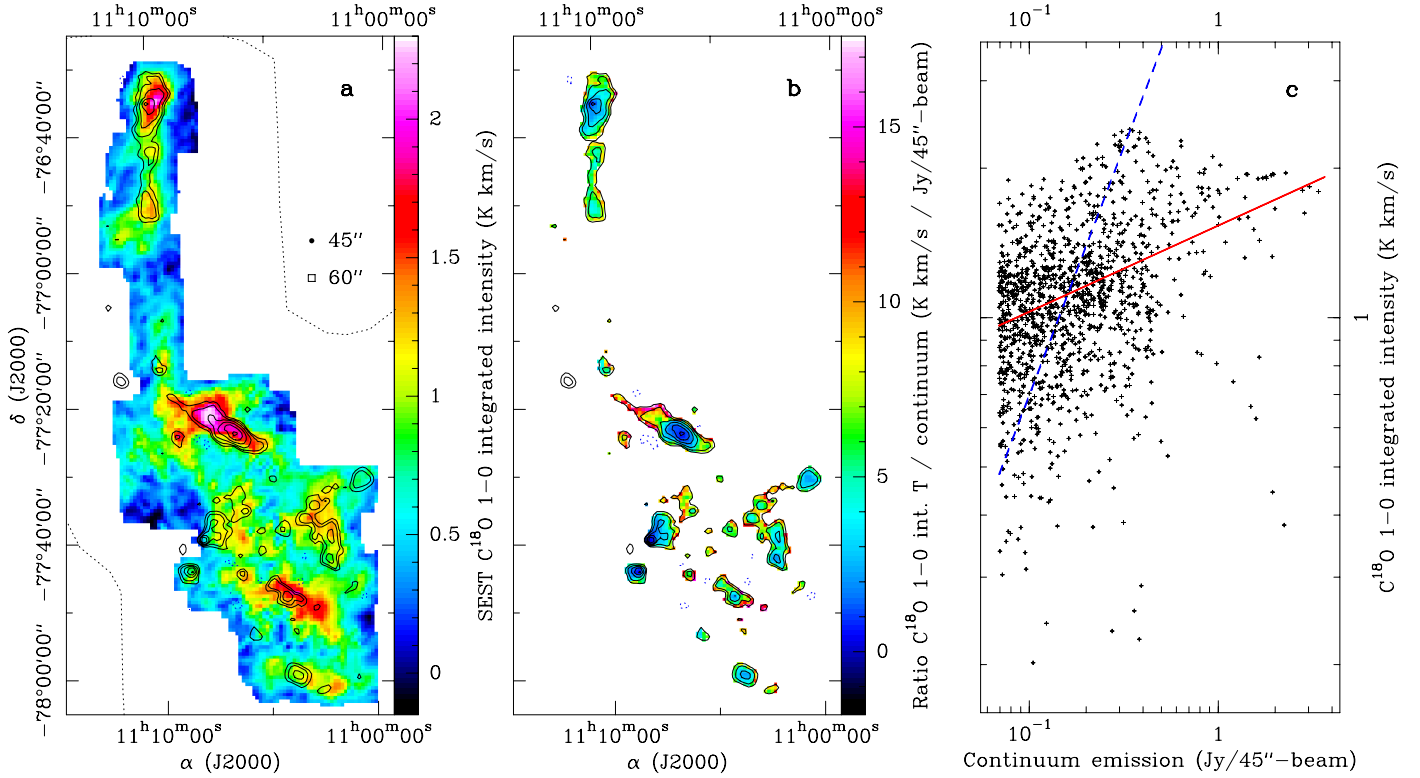 11ʰ10ᵐ00ˢ 11ʰ00ᵐ00ˢ
a
45"
60"
−76°40'00"
−77°00'00"
−77°20'00"
−77°40'00"
−78°00'00"
δ (J2000)
11ʰ10ᵐ00ˢ 11ʰ00ᵐ00ˢ
α (J2000)
2
1.5
1
0.5
0
SEST C¹⁸O 1−0 integrated intensity (K km/s)
11ʰ10ᵐ00ˢ 11ʰ00ᵐ00ˢ
b
11ʰ10ᵐ00ˢ 11ʰ00ᵐ00ˢ
α (J2000)
15
10
5
0
Ratio C¹⁸O 1−0 int. T / continuum (K km/s / Jy/45"−beam)
10⁻¹ 1
c
10⁻¹ 1
Continuum emission (Jy/45"−beam)
1
C¹⁸O 1−0 integrated intensity (K km/s)